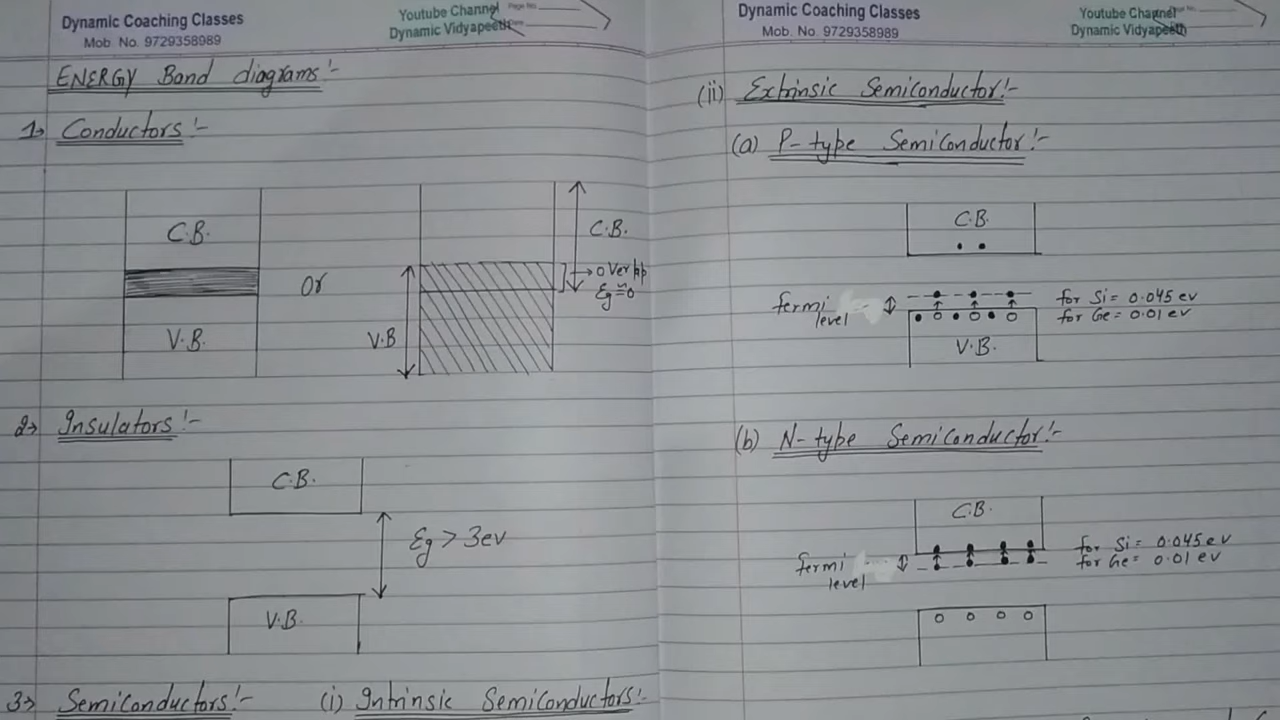 Dynamic Coaching Classes
Mob. No. 9729358989
Youtube Channel
Dynamic Vidyapeeth
Page No.
Date
ENERGY Band diagrams:-
1→ Conductors:-
C.B.
V.B.
Or
V.B
C.B.
→ Overlap
Eg ≈ 0
2→ Insulators:-
C.B.
Eg > 3ev
V.B.
3→ Semiconductors:- (i) Intrinsic Semiconductors:-
Dynamic Coaching Classes
Mob. No. 9729358989
Youtube Channel
Dynamic Vidyapeeth
(ii) Extrinsic Semiconductor:-
(a) P-type Semiconductor:-
C.B.
fermi level
for Si = 0.045 ev
for Ge = 0.01 ev
V.B.
(b) N-type Semiconductor:-
C.B.
fermi level
for Si = 0.045 ev
for Ge = 0.01 ev